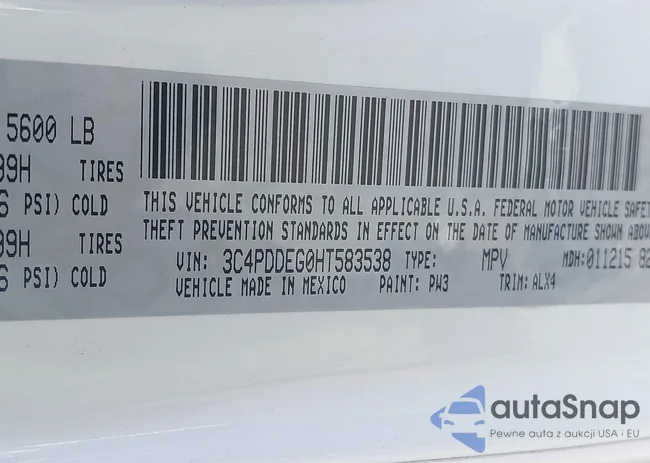 5600 LB
99H TIRES
PSI) COLD
99H TIRES
PSI) COLD
THIS VEHICLE CONFORMS TO ALL APPLICABLE U.S.A. FEDERAL MOTOR VEHICLE SAFET
THEFT PREVENTION STANDARDS IN EFFECT ON THE DATE OF MANUFACTURE SHOWN ABOV
VIN: 3C4PDDEG0HT583538 TYPE: MPV MDH: 011215 82
VEHICLE MADE IN MEXICO PAINT: PW3 TRIM: ALX4
autaSnap
Pewne auta z aukcji USA i EU